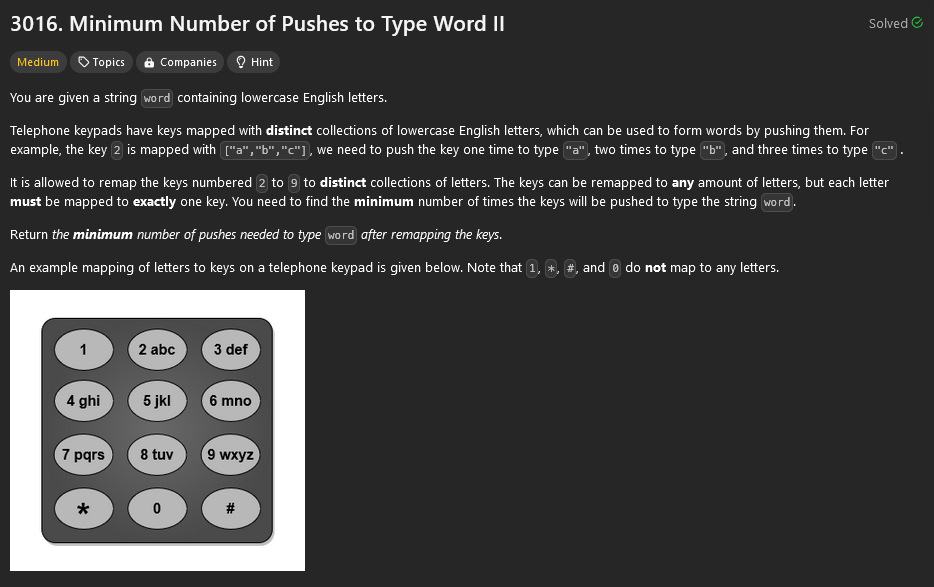 3016. Minimum Number of Pushes to Type Word II
Solved
Medium Topics Companies Hint
You are given a string word containing lowercase English letters.
Telephone keypads have keys mapped with distinct collections of lowercase English letters, which can be used to form words by pushing them. For
example, the key 2 is mapped with ["a","b","c"], we need to push the key one time to type "a", two times to type "b", and three times to type "c" .
It is allowed to remap the keys numbered 2 to 9 to distinct collections of letters. The keys can be remapped to any amount of letters, but each letter
must be mapped to exactly one key. You need to find the minimum number of times the keys will be pushed to type the string word.
Return the minimum number of pushes needed to type word after remapping the keys.
An example mapping of letters to keys on a telephone keypad is given below. Note that 1, *, #, and 0 do not map to any letters.
1 2 abc 3 def
4 ghi 5 jkl 6 mno
7 pqrs 8 tuv 9 wxyz
* 0 #